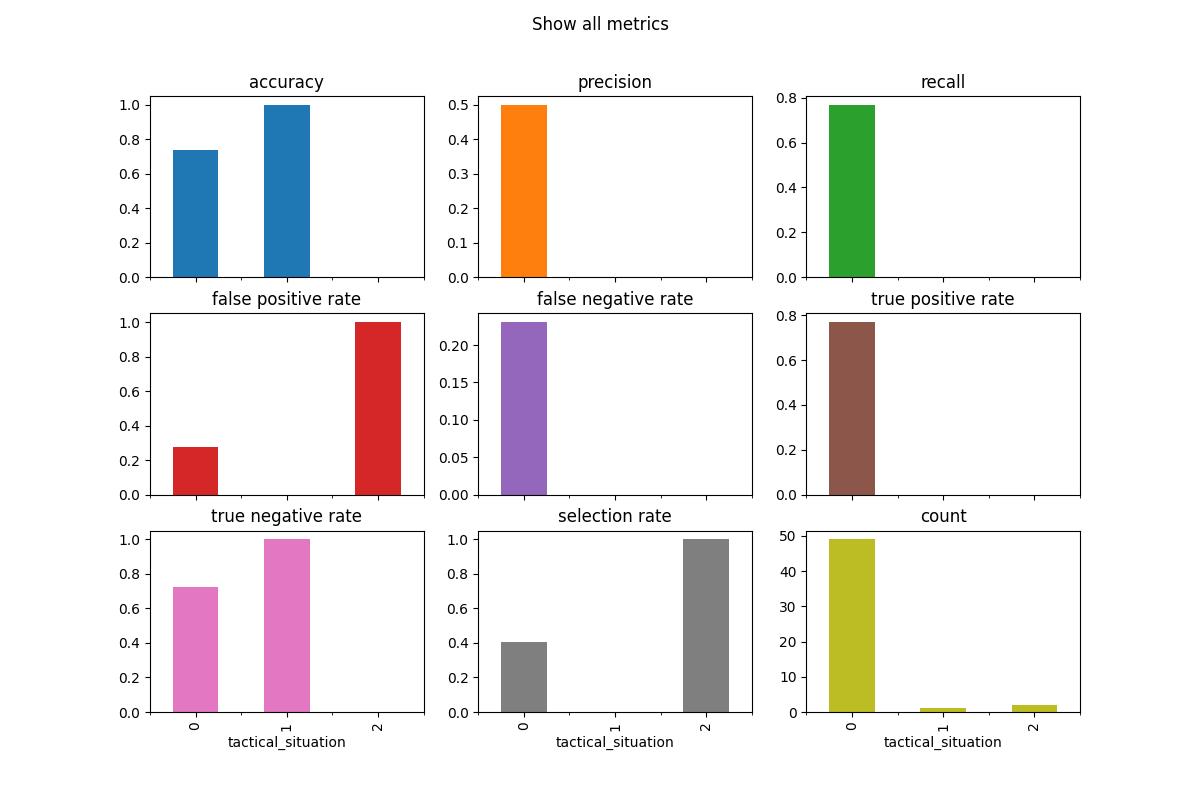 Show all metrics
accuracy precision recall
1.0 0.8 0.6 0.4 0.2 0.0
0.5 0.4 0.3 0.2 0.1 0.0
0.8 0.6 0.4 0.2 0.0
false positive rate false negative rate true positive rate
1.0 0.8 0.6 0.4 0.2 0.0
0.20 0.15 0.10 0.05 0.00
0.8 0.6 0.4 0.2 0.0
true negative rate selection rate count
1.0 0.8 0.6 0.4 0.2 0.0
1.0 0.8 0.6 0.4 0.2 0.0
50 40 30 20 10 0
0 1 2 0 1 2 0 1 2
tactical_situation tactical_situation tactical_situation